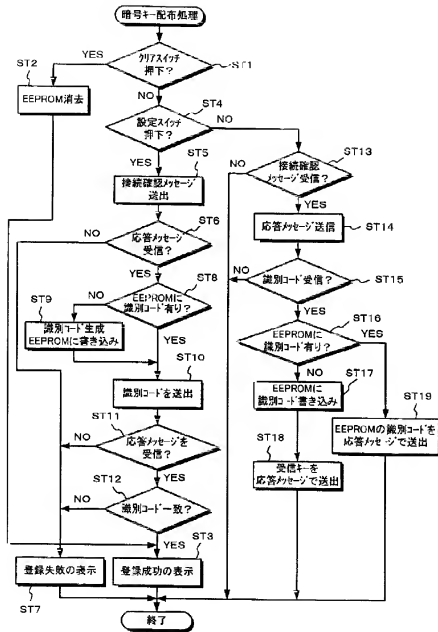 暗号キー配布処理
YES
ST2
クリアスイッチ
押下?
ST1
EEPROM消去
NO
ST4
設定スイッチ
押下?
NO
YES
ST5
接続確認メッセージ
送出
ST13
接続確認
メッセージ受信?
NO
YES
ST6
応答メッセージ
受信?
NO
YES
応答メッセージ送信
ST14
ST8
EEPROMに
識別コード有り?
NO
YES
ST9
識別コード生成
EEPROMに書き込み
識別コード受信?
ST15
NO
YES
ST16
EEPROMに
識別コード有り?
YES
NO
ST10
識別コードを送出
ST17
EEPROMに
識別コード書き込み
ST19
EEPROMの識別コードを
応答メッセージで送出
ST11
応答メッセージを
受信?
NO
YES
ST18
受信キーを
応答メッセージで送出
ST12
識別コード一致?
NO
YES
ST3
登録失敗の表示
登録成功の表示
ST7
終了